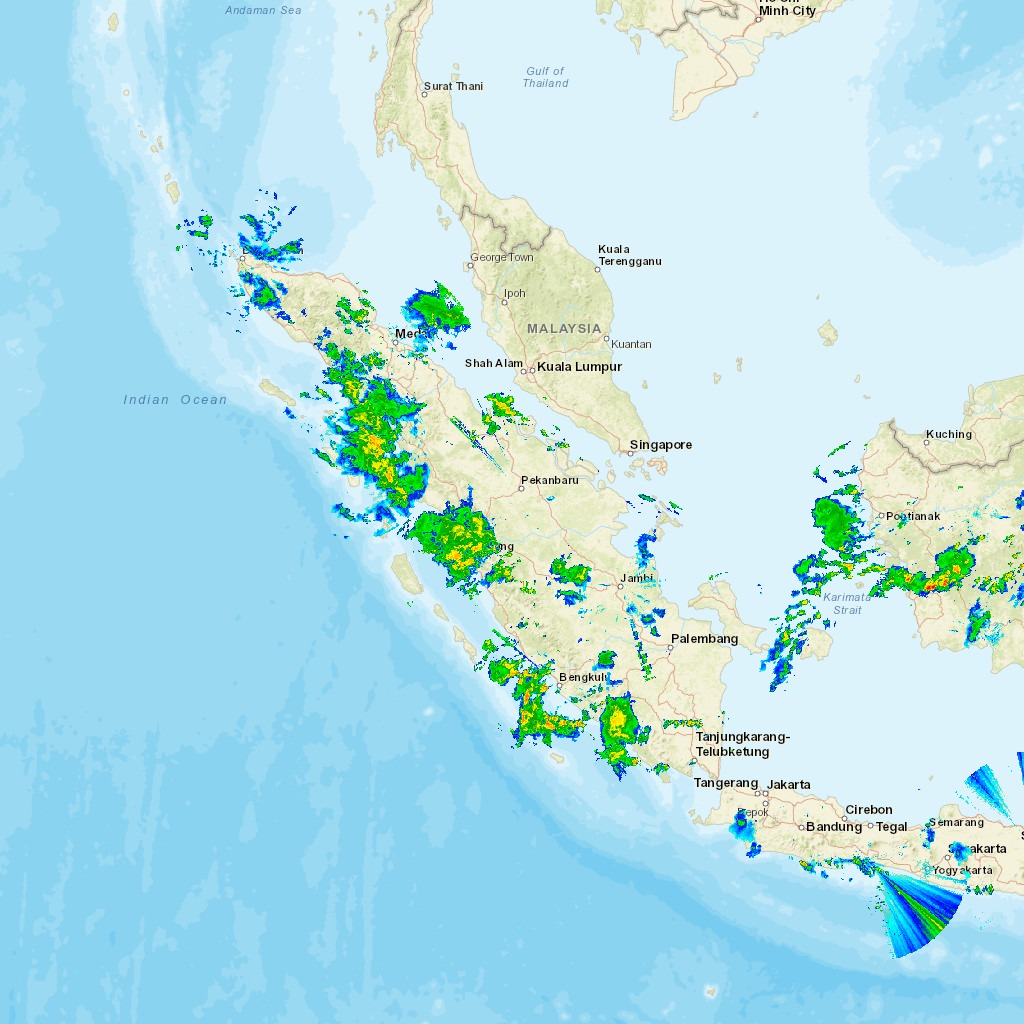 Andaman Sea
Minh City
Gulf of
Thailand
Surat Thani
Kuala
Terengganu
George Town
Ipoh
MALAYSIA
Kuantan
Shah Alam
Kuala Lumpur
Indian Ocean
Singapore
Kuching
Pekanbaru
Pontianak
Jambi
Karimata
Strait
Palembang
Tanjungkarang-
Telubketung
Tangerang
Jakarta
Depok
Cirebon
Bandung
Tegal
Semarang
Yogyakarta